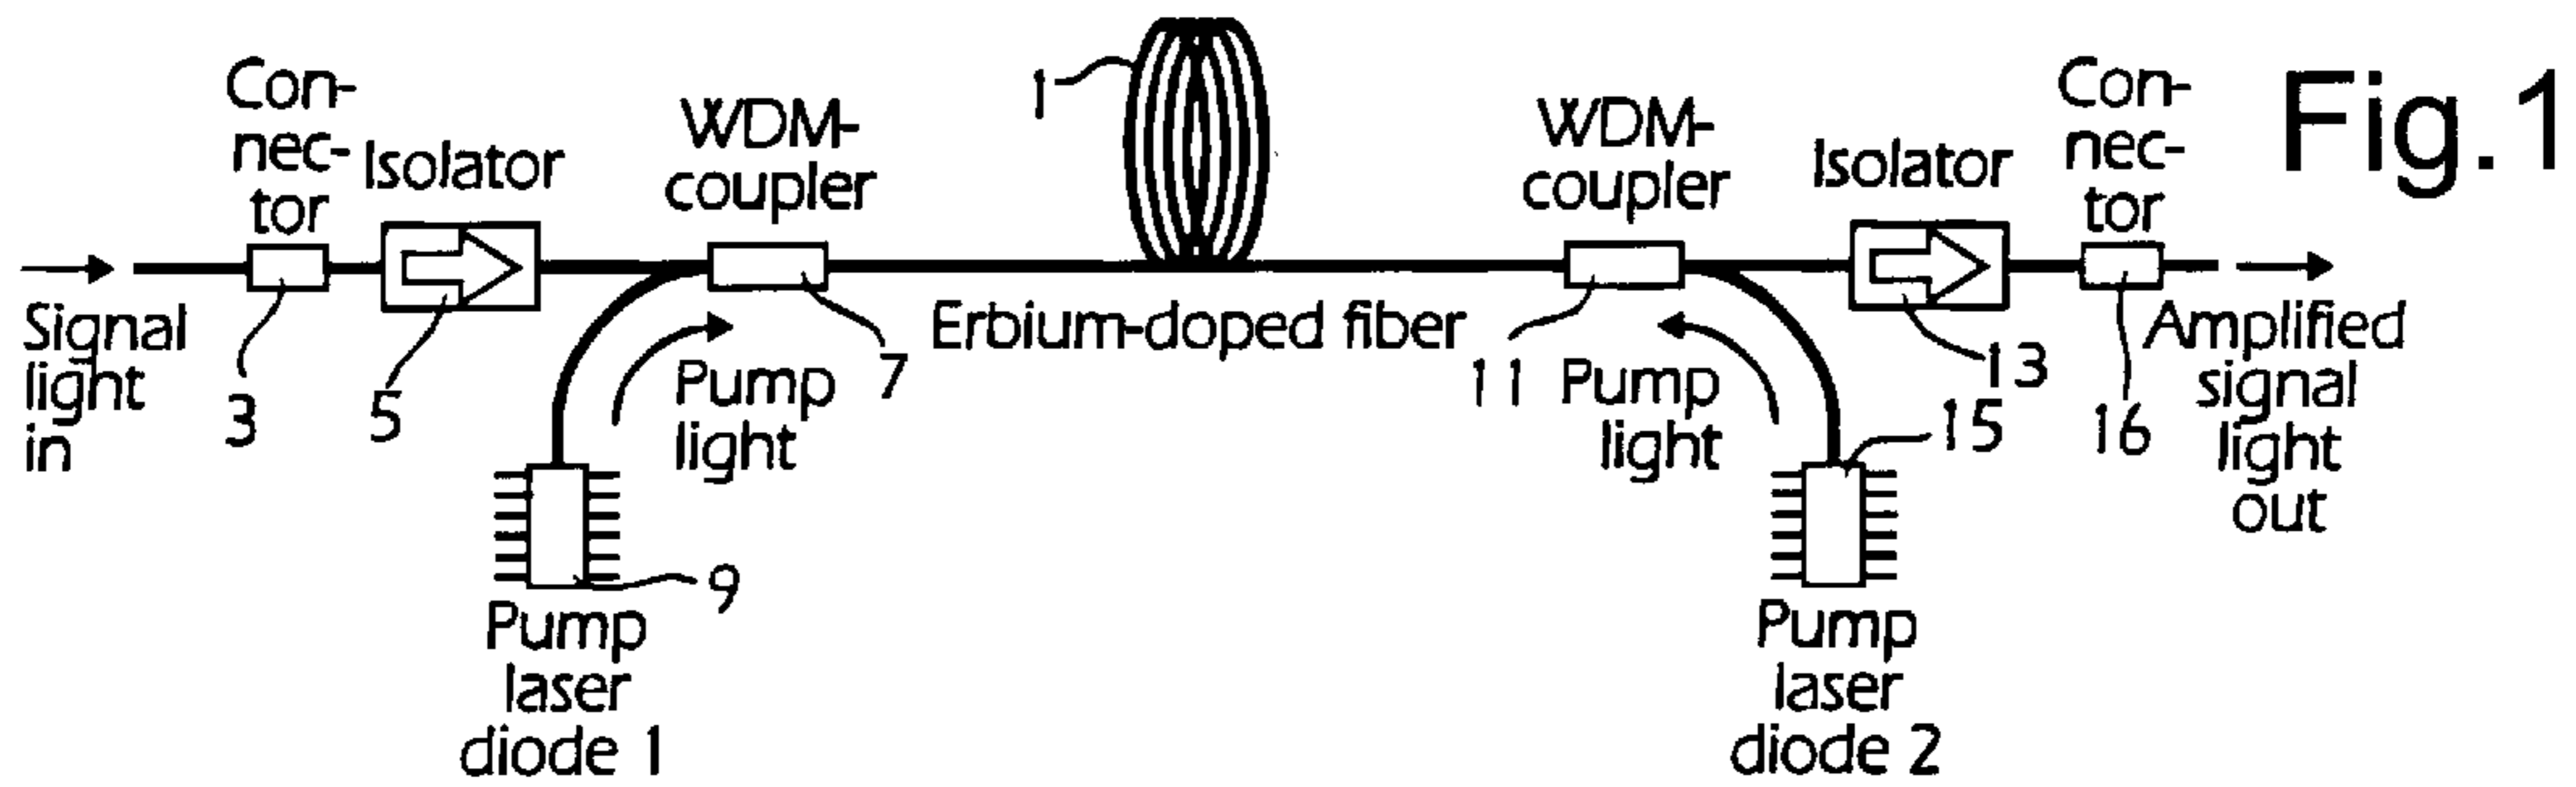 Fig.1
Con-
nec-
tor
Isolator
WDM-
coupler
1
WDM-
coupler
Isolator
Con-
nec-
tor
Signal
light
in
3
5
Pump
light
7
Erbium-doped fiber
11
Pump
light
13
15
16
Amplified
signal
light
out
9
Pump
laser
diode 1
Pump
laser
diode 2